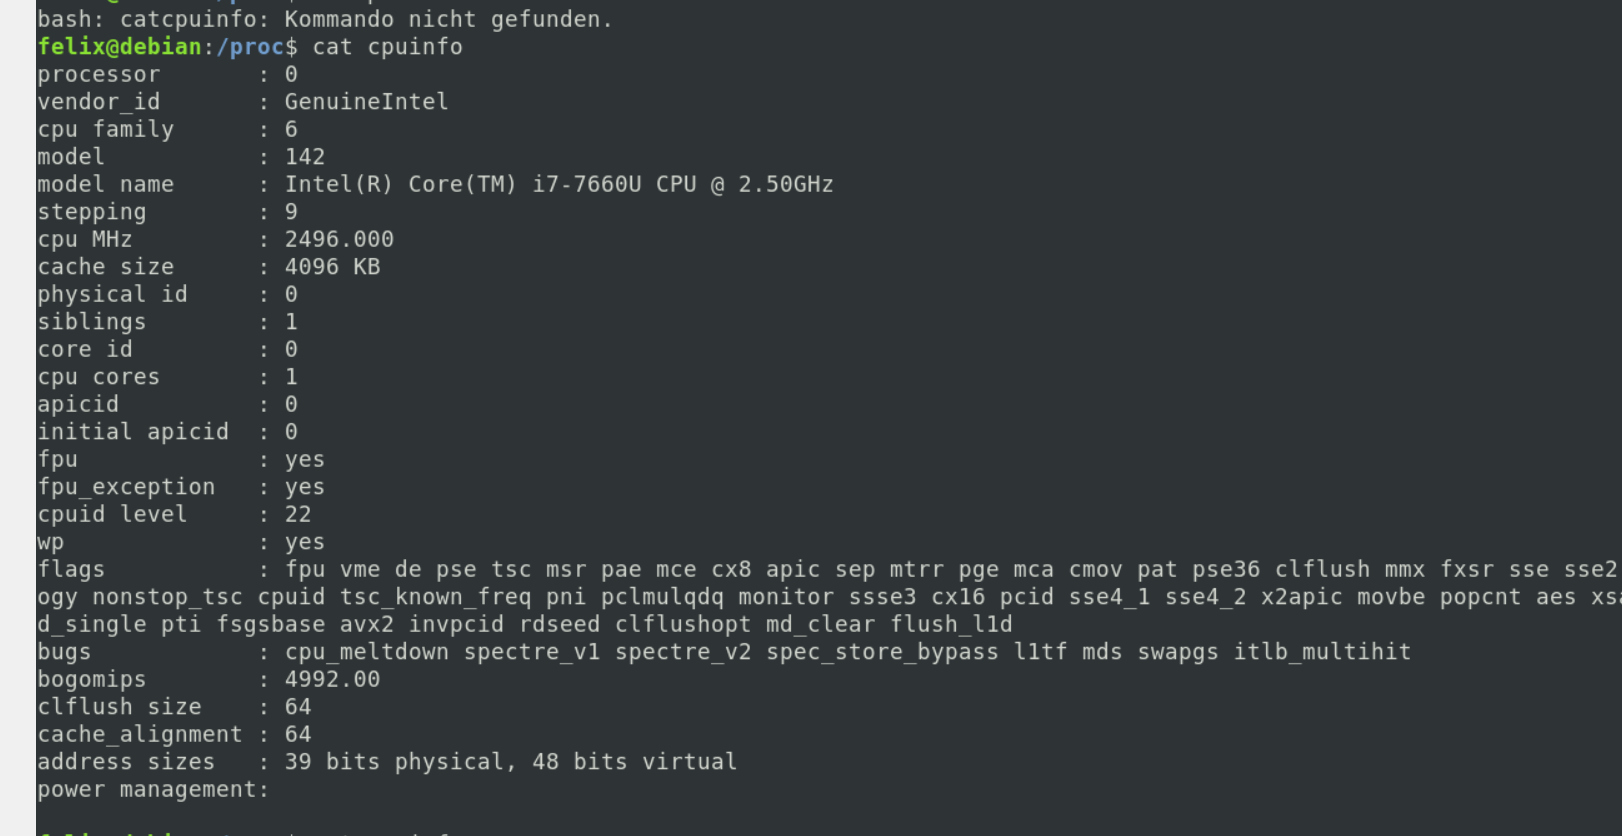 bash: catcpuinfo: Kommando nicht gefunden.
felix@debian:/proc$ cat cpuinfo
processor       : 0
vendor_id       : GenuineIntel
cpu family      : 6
model           : 142
model name      : Intel(R) Core(TM) i7-7660U CPU @ 2.50GHz
stepping        : 9
cpu MHz         : 2496.000
cache size      : 4096 KB
physical id     : 0
siblings        : 1
core id         : 0
cpu cores       : 1
apicid          : 0
initial apicid  : 0
fpu             : yes
fpu_exception   : yes
cpuid level     : 22
wp              : yes
flags           : fpu vme de pse tsc msr pae mce cx8 apic sep mtrr pge mca cmov pat pse36 clflush mmx fxsr sse sse2
ogy nonstop_tsc cpuid tsc_known_freq pni pclmulqdq monitor ssse3 cx16 pcid sse4_1 sse4_2 x2apic movbe popcnt aes
d_single pti fsgsbase avx2 invpcid rdseed clflushopt md_clear flush_l1d
bugs            : cpu_meltdown spectre_v1 spectre_v2 spec_store_bypass l1tf mds swapgs itlb_multihit
bogomips        : 4992.00
clflush size    : 64
cache_alignment : 64
address sizes   : 39 bits physical, 48 bits virtual
power management: